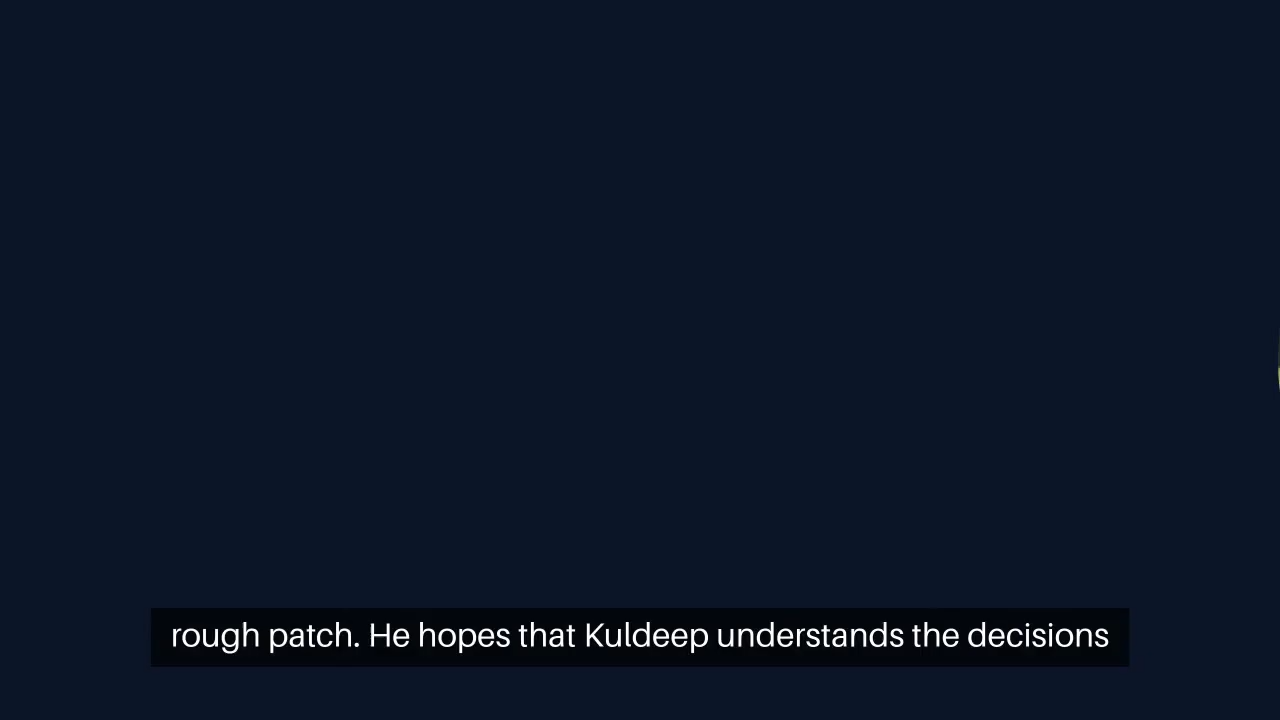 rough patch. He hopes that Kuldeep understands the decisions